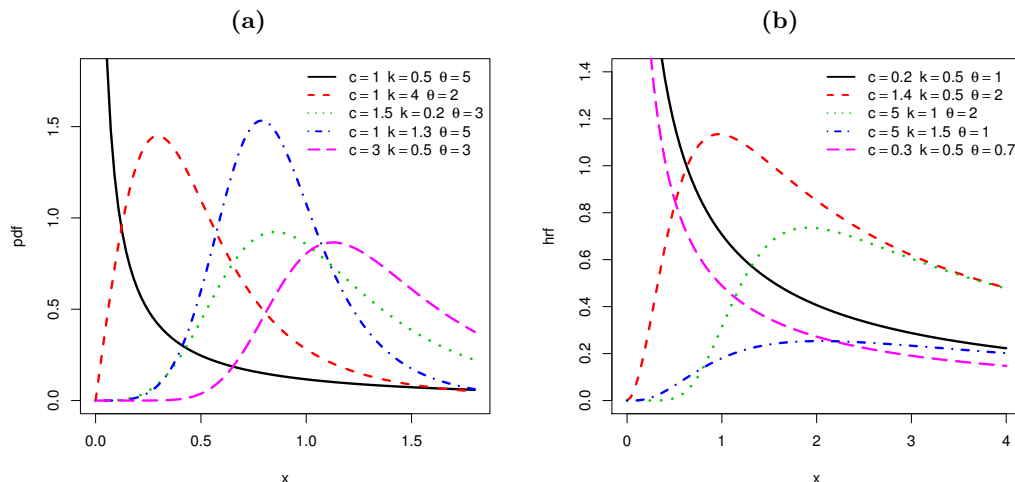 (a)
c = 1 k = 0.5 θ = 5
c = 1 k = 4 θ = 2
c = 1.5 k = 0.2 θ = 3
c = 1 k = 1.3 θ = 5
c = 3 k = 0.5 θ = 3
pdf
1.5
1.0
0.5
0.0
0.0 0.5 1.0 1.5
x
(b)
c = 0.2 k = 0.5 θ = 1
c = 1.4 k = 0.5 θ = 2
c = 5 k = 1 θ = 2
c = 5 k = 1.5 θ = 1
c = 0.3 k = 0.5 θ = 0.7
hrf
1.4
1.2
1.0
0.8
0.6
0.4
0.2
0.0
0 1 2 3 4
x